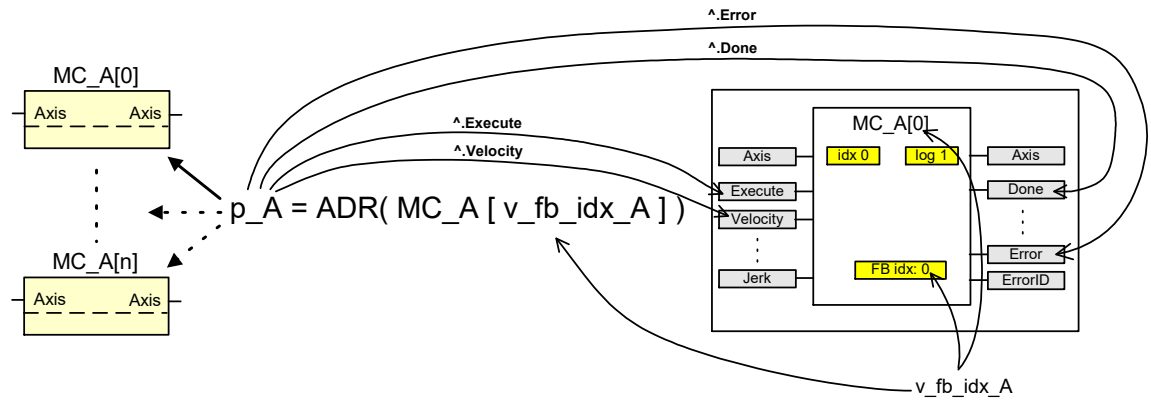 ^.Error
^.Done
MC_A[0]
Axis Axis
^.Execute
^.Velocity
p_A = ADR( MC_A [ v_fb_idx_A ] )
MC_A[n]
Axis Axis
MC_A[0]
Axis idx 0 log 1 Axis
Execute Done
Velocity
Error
FB idx: 0
Jerk ErrorID
v_fb_idx_A